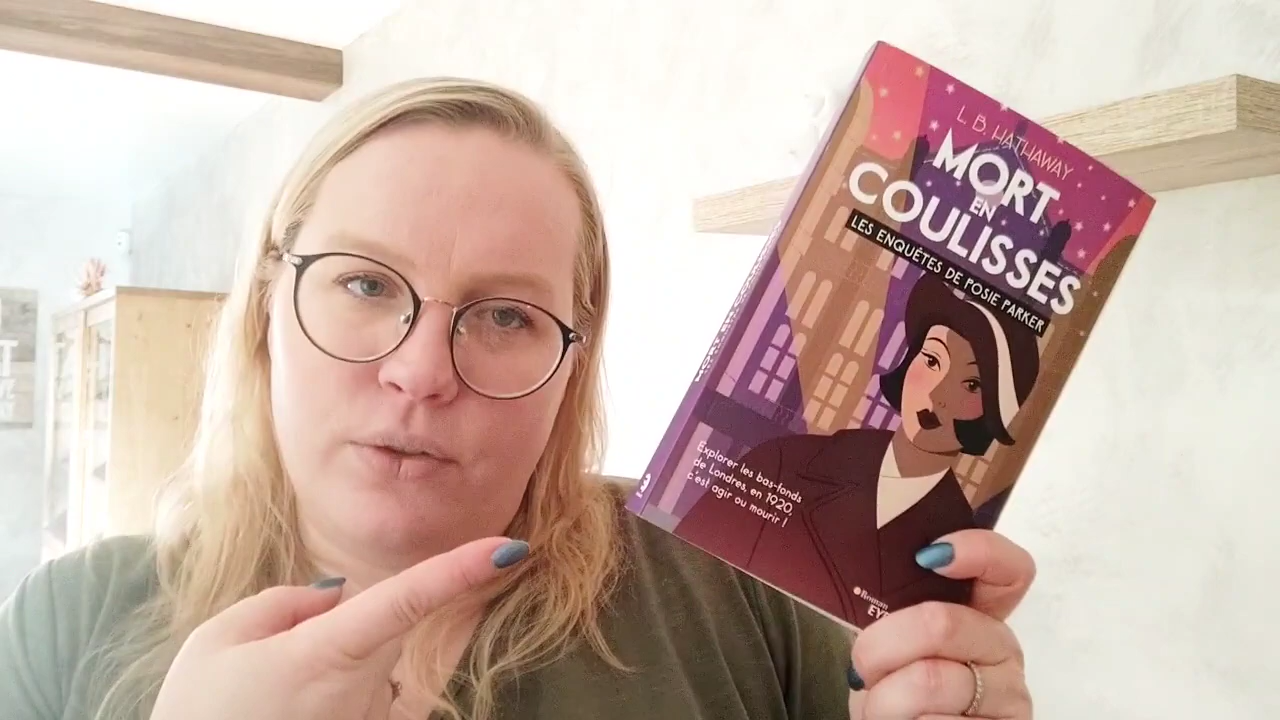 L. B. HATHAWAY
MORT
EN
COULISSES
LES ENQUÊTES DE POSIE PARKER
Explorer les bas-fonds
de Londres, en 1920,
c'est agir ou mourir !
Roman